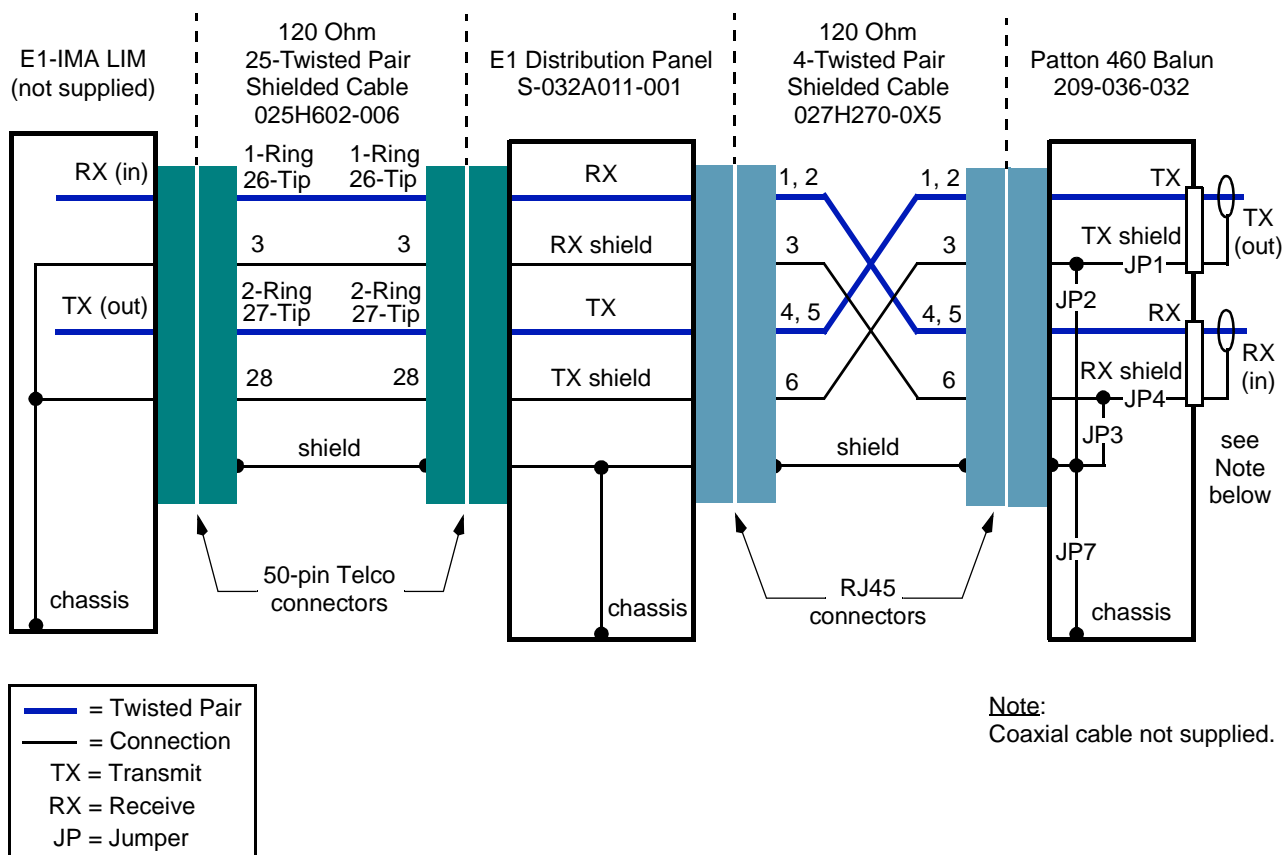 E1-IMA LIM
(not supplied)
120 Ohm
25-Twisted Pair
Shielded Cable
025H602-006
E1 Distribution Panel
S-032A011-001
120 Ohm
4-Twisted Pair
Shielded Cable
027H270-0X5
Patton 460 Balun
209-036-032
RX (in)
1-Ring
26-Tip
1-Ring
26-Tip
RX
1, 2
1, 2
TX
3
3
RX shield
3
3
TX shield
JP1
TX
(out)
TX (out)
2-Ring
27-Tip
2-Ring
27-Tip
TX
4, 5
4, 5
JP2
RX
28
28
TX shield
6
6
RX shield
JP4
RX
(in)
shield
shield
JP3
see
Note
below
JP7
chassis
50-pin Telco
connectors
chassis
RJ45
connectors
chassis
= Twisted Pair
= Connection
TX = Transmit
RX = Receive
JP = Jumper
Note:
Coaxial cable not supplied.